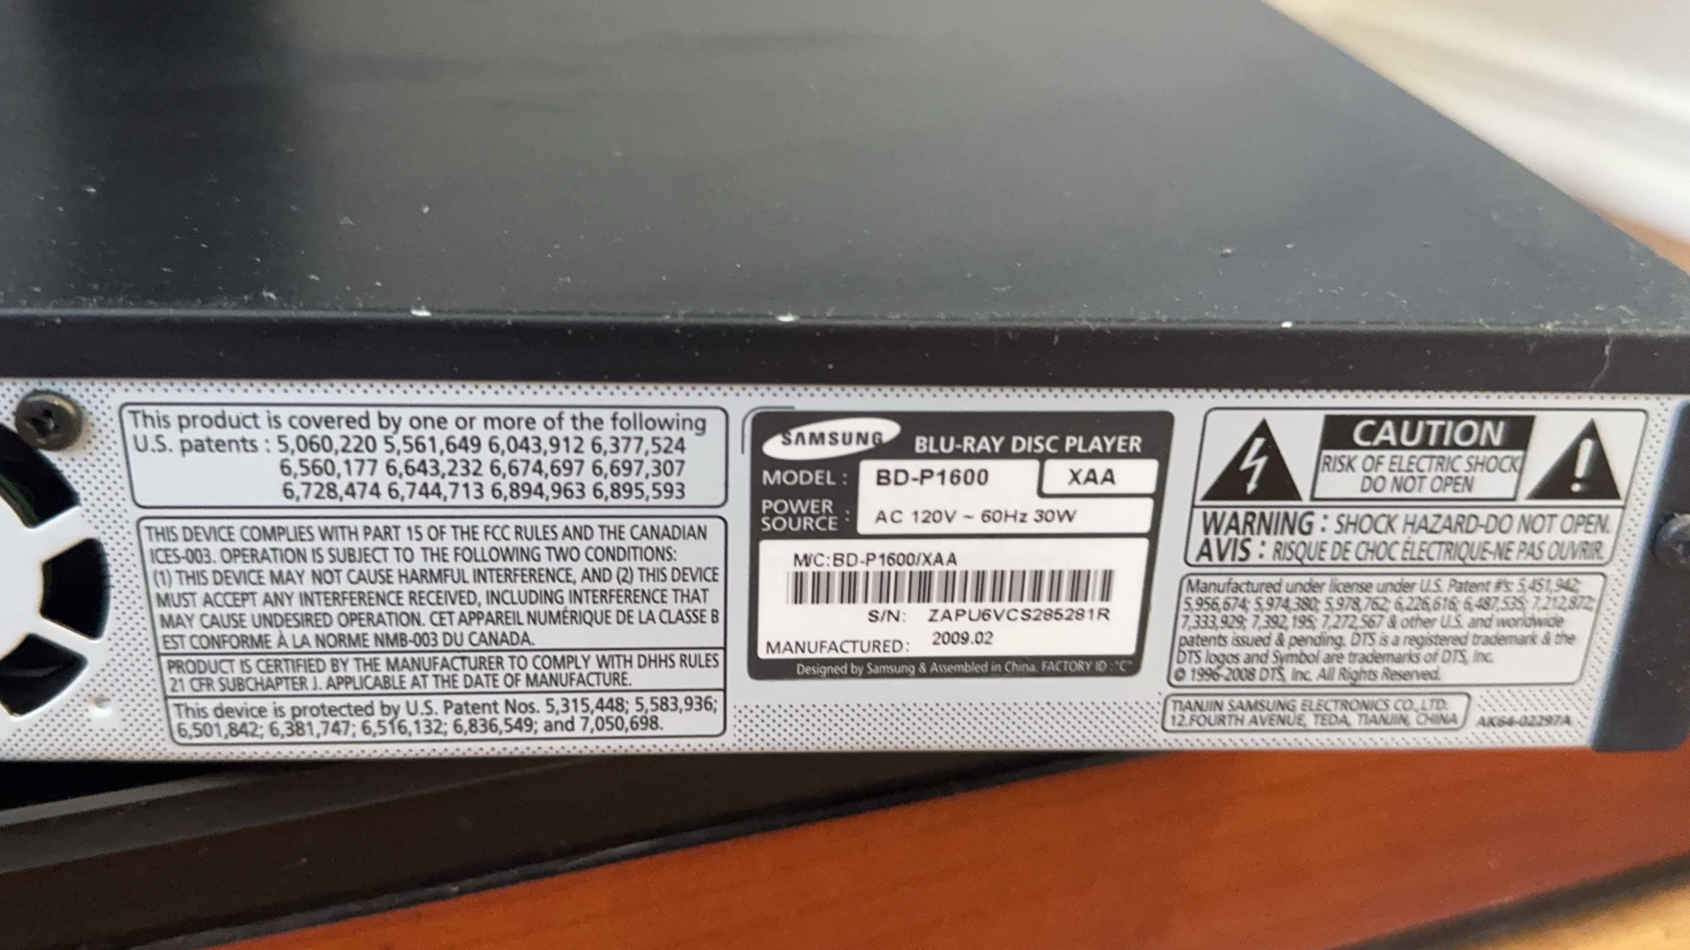 This product is covered by one or more of the following
U.S. patents : 5,060,220 5,561,649 6,043,912 6,377,524
6,560,177 6,643,232 6,674,697 6,697,307
6,728,474 6,744,713 6,894,963 6,895,593
THIS DEVICE COMPLIES WITH PART 15 OF THE FCC RULES AND THE CANADIAN
ICES-003. OPERATION IS SUBJECT TO THE FOLLOWING TWO CONDITIONS:
(1) THIS DEVICE MAY NOT CAUSE HARMFUL INTERFERENCE, AND (2) THIS DEVICE
MUST ACCEPT ANY INTERFERENCE RECEIVED, INCLUDING INTERFERENCE THAT
MAY CAUSE UNDESIRED OPERATION. CET APPAREIL NUMÉRIQUE DE LA CLASSE B
EST CONFORME À LA NORME NMB-003 DU CANADA.
PRODUCT IS CERTIFIED BY THE MANUFACTURER TO COMPLY WITH DHHS RULES
21 CFR SUBCHAPTER J. APPLICABLE AT THE DATE OF MANUFACTURE.
This device is protected by U.S. Patent Nos. 5,315,448; 5,583,936;
6,501,842; 6,381,747; 6,516,132; 6,836,549; and 7,050,698.
SAMSUNG BLU-RAY DISC PLAYER
MODEL : BD-P1600 XAA
POWER SOURCE : AC 120V ~ 60Hz 30W
M/C:BD-P1600/XAA
S/N: ZAPU6VCS285281R
MANUFACTURED: 2009.02
Designed by Samsung & Assembled in China. FACTORY ID :"C"
CAUTION
RISK OF ELECTRIC SHOCK
DO NOT OPEN
WARNING : SHOCK HAZARD-DO NOT OPEN.
AVIS : RISQUE DE CHOC ÉLECTRIQUE-NE PAS OUVRIR.
Manufactured under license under U.S. Patent #'s: 5,451,942;
5,956,674; 5,974,380; 5,978,762; 6,226,616; 6,487,535; 7,212,872;
7,333,929; 7,392,195; 7,272,567 & other U.S. and worldwide
patents issued & pending. DTS is a registered trademark & the
DTS logos and Symbol are trademarks of DTS, Inc.
© 1996-2008 DTS, Inc. All Rights Reserved.
TIANJIN SAMSUNG ELECTRONICS CO., LTD.
12.FOURTH AVENUE, TEDA, TIANJIN, CHINA
AK64-02297A